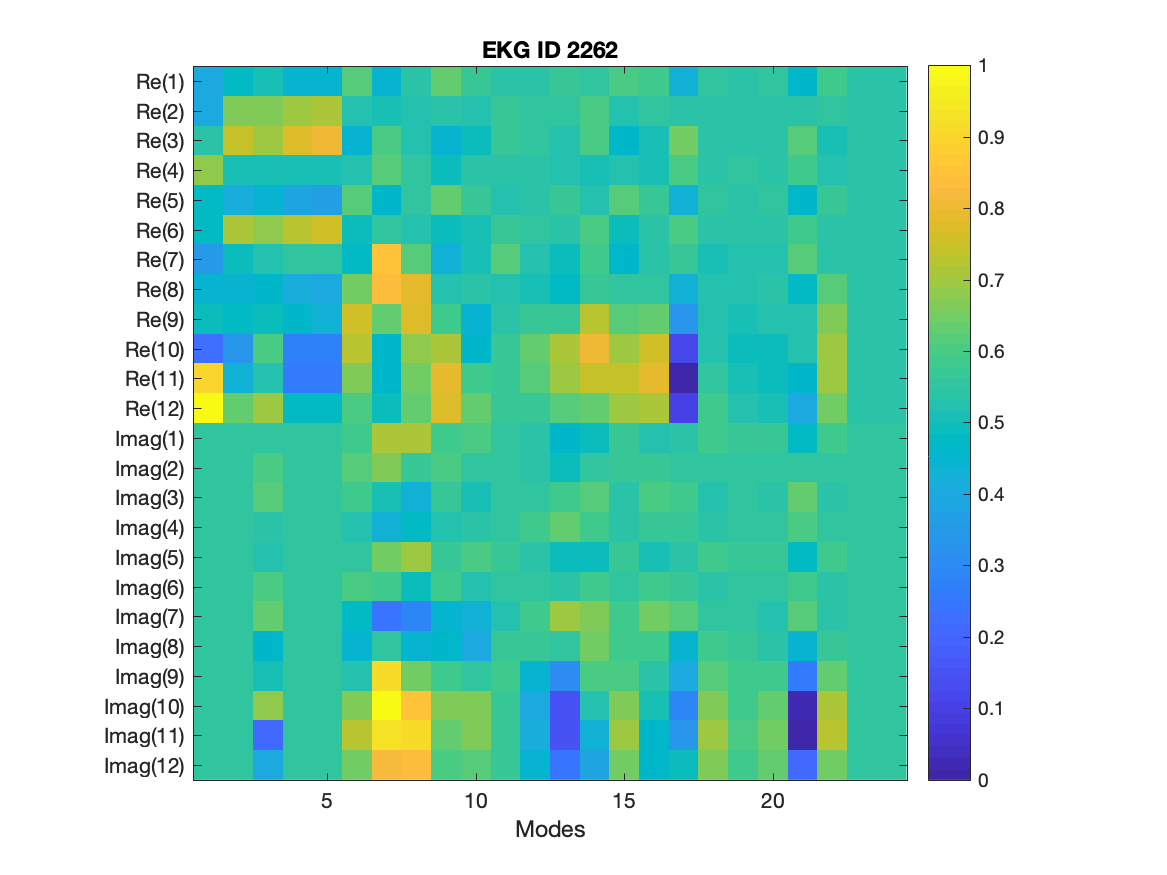 EKG ID 2262
Re(1)
Re(2)
Re(3)
Re(4)
Re(5)
Re(6)
Re(7)
Re(8)
Re(9)
Re(10)
Re(11)
Re(12)
Imag(1)
Imag(2)
Imag(3)
Imag(4)
Imag(5)
Imag(6)
Imag(7)
Imag(8)
Imag(9)
Imag(10)
Imag(11)
Imag(12)
5 10 15 20
Modes
1
0.9
0.8
0.7
0.6
0.5
0.4
0.3
0.2
0.1
0